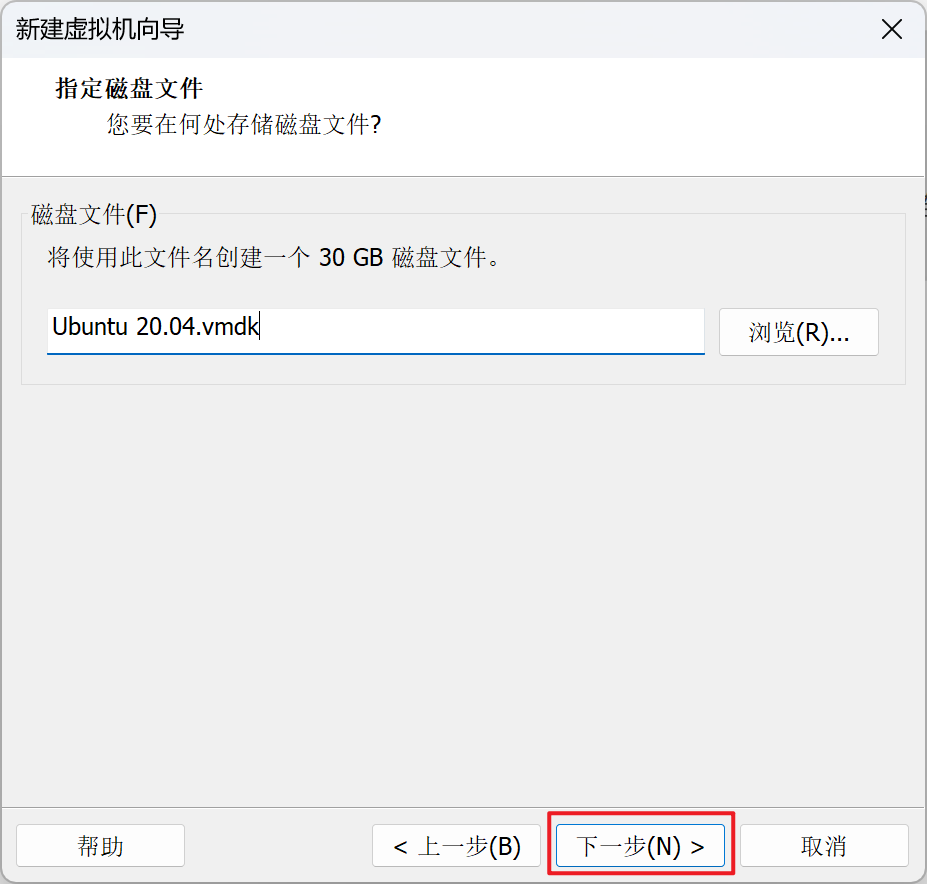 新建虚拟机向导
指定磁盘文件
您要在何处存储磁盘文件?
磁盘文件(F)
将使用此文件名创建一个 30 GB 磁盘文件。
Ubuntu 20.04.vmdk
浏览(R)...
帮助
< 上一步(B)
下一步(N) >
取消